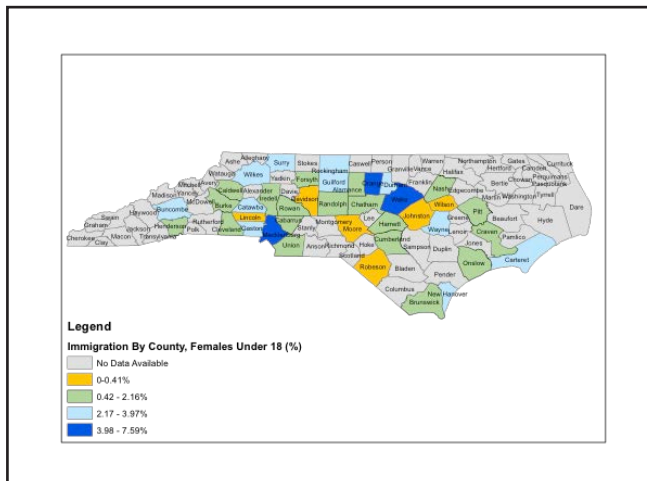 Alleghany
Ashe
Surry
Stokes
Rockingham
Caswell
Person
Granville
Vance
Warren
Northampton
Gates
Currituck
Camden
Pasquotank
Perquimans
Chowan
Hertford
Halifax
Bertie
Watauga
Wilkes
Yadkin
Forsyth
Guilford
Alamance
Orange
Durham
Franklin
Nash
Edgecombe
Martin
Washington
Tyrrell
Dare
Mitchell
Avery
Caldwell
Alexander
Iredell
Davie
Davidson
Randolph
Chatham
Wake
Wilson
Pitt
Beaufort
Hyde
Madison
Yancey
McDowell
Burke
Catawba
Rowan
Lee
Johnston
Greene
Haywood
Buncombe
Rutherford
Lincoln
Cabarrus
Montgomery
Moore
Harnett
Wayne
Lenoir
Craven
Pamlico
Swain
Graham
Jackson
Henderson
Polk
Cleveland
Gaston
Mecklenburg
Stanly
Cherokee
Clay
Macon
Transylvania
Union
Anson
Richmond
Hoke
Scotland
Cumberland
Sampson
Duplin
Jones
Onslow
Carteret
Robeson
Bladen
Pender
Columbus
Brunswick
New Hanover
Legend
Immigration By County, Females Under 18 (%)
No Data Available
0-0.41%
0.42 - 2.16%
2.17 - 3.97%
3.98 - 7.59%